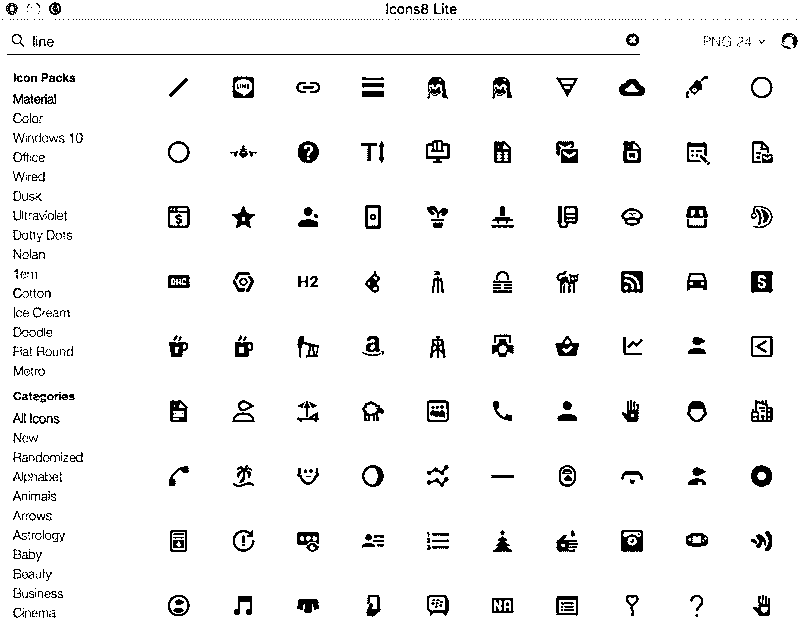 Icons8 Lite
line
PNG 24
Icon Packs
Material
Color
Windows 10
Office
Wired
Dusk
Ultraviolet
Dotty Dots
Nolan
1em
Cotton
Ice Cream
Doodle
Flat Round
Metro
Categories
All Icons
New
Randomized
Alphabet
Animals
Arrows
Astrology
Baby
Beauty
Business
Cinema
LINE
T
$
H2
S
a
NA